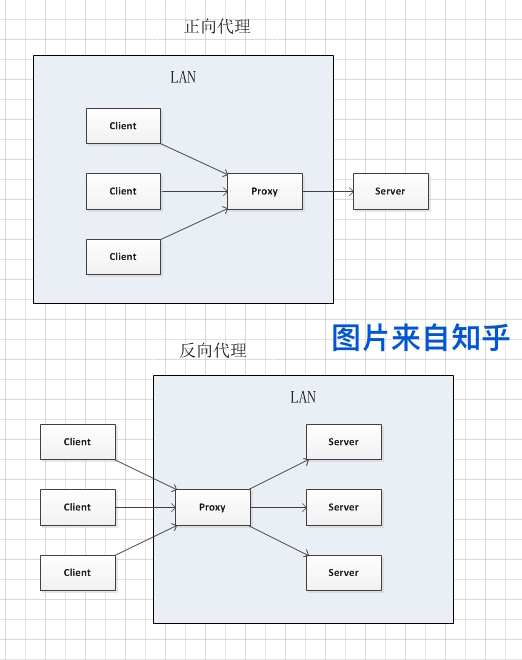 正向代理
LAN
Client
Client
Proxy
Server
Client
图片来自知乎
反向代理
LAN
Client
Server
Client
Proxy
Server
Client
Server